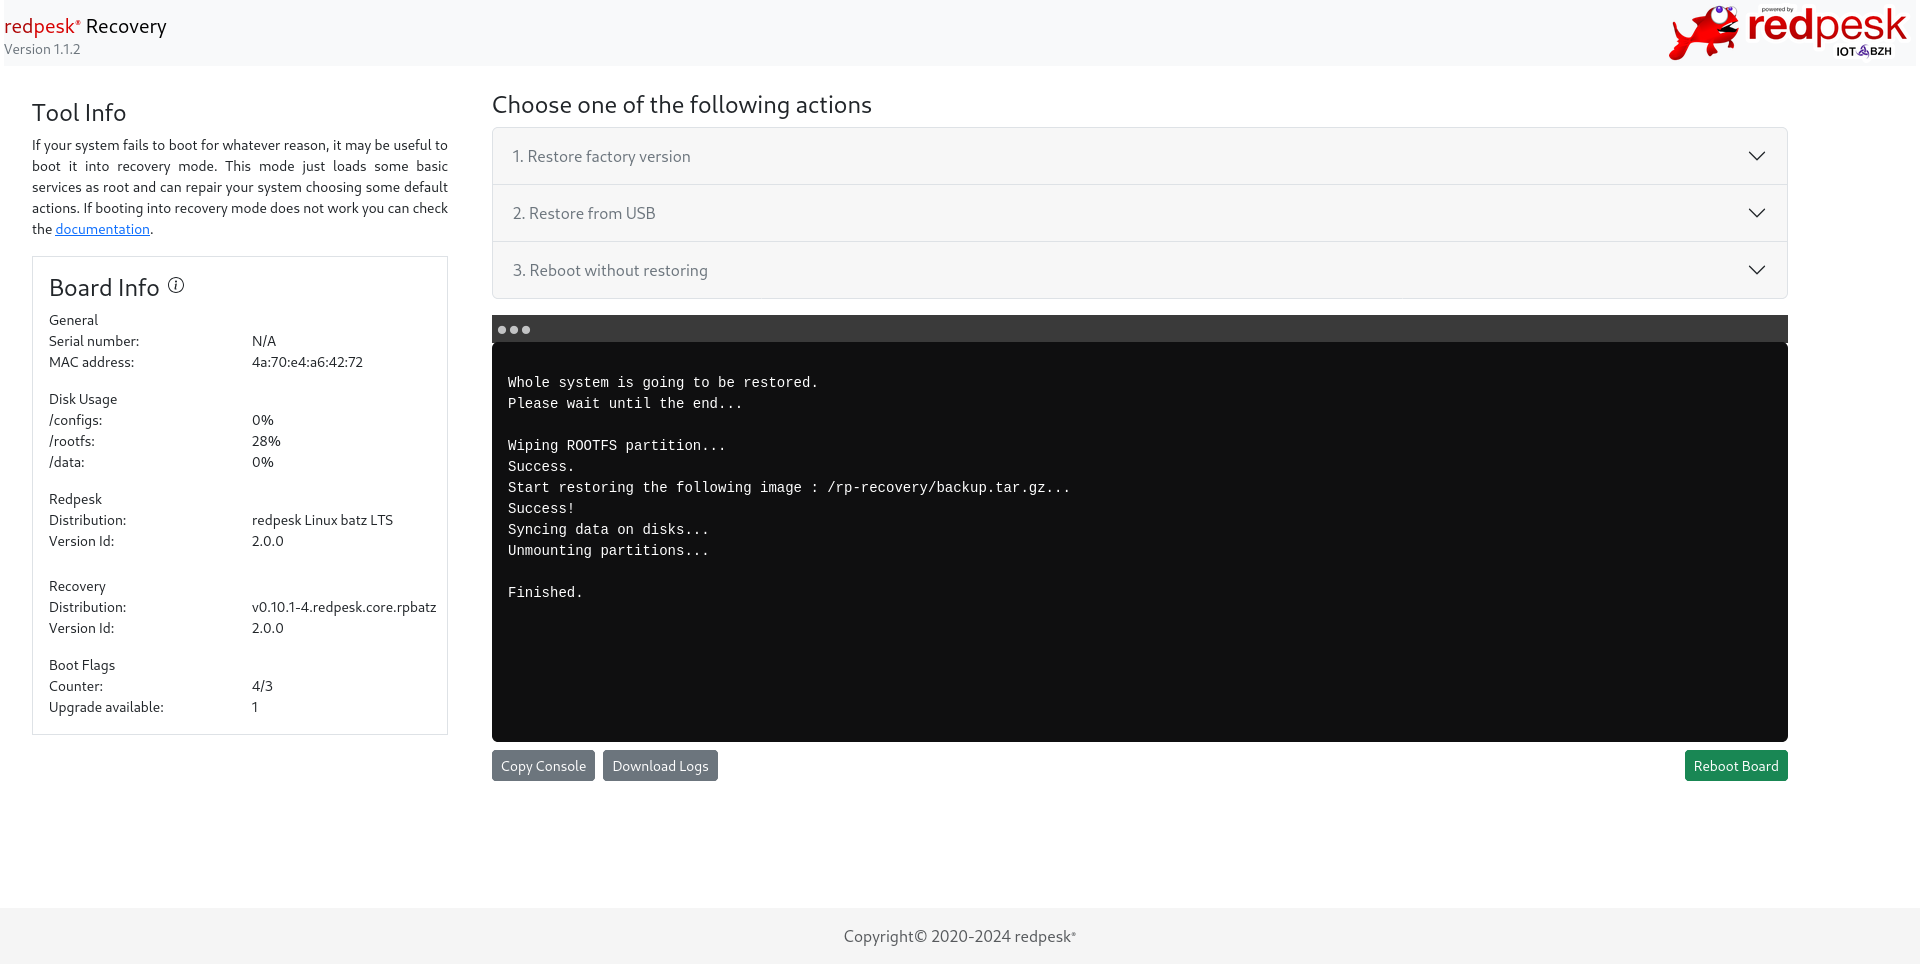 redpesk® Recovery
Version 1.1.2
powered by
redpesk
IOT BZH
Tool Info
If your system fails to boot for whatever reason, it may be useful to
boot it into recovery mode. This mode just loads some basic
services as root and can repair your system choosing some default
actions. If booting into recovery mode does not work you can check
the documentation.
Board Info
General
Serial number: N/A
MAC address: 4a:70:e4:a6:42:72
Disk Usage
/configs: 0%
/rootfs: 28%
/data: 0%
Redpesk
Distribution: redpesk Linux batz LTS
Version Id: 2.0.0
Recovery
Distribution: v0.10.1-4.redpesk.core.rpbatz
Version Id: 2.0.0
Boot Flags
Counter: 4/3
Upgrade available: 1
Choose one of the following actions
1. Restore factory version
2. Restore from USB
3. Reboot without restoring
Whole system is going to be restored.
Please wait until the end...
Wiping ROOTFS partition...
Success.
Start restoring the following image : /rp-recovery/backup.tar.gz...
Success!
Syncing data on disks...
Unmounting partitions...
Finished.
Copy Console
Download Logs
Reboot Board
Copyright© 2020-2024 redpesk®